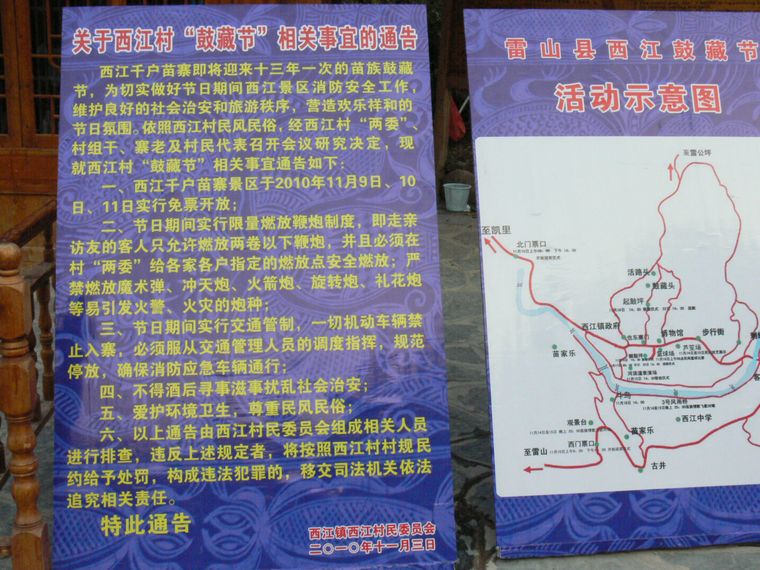 关于西江村“鼓藏节”相关事宜的通告
西江千户苗寨即将迎来十三年一次的苗族鼓藏
节，为切实做好节日期间西江景区消防安全工作，
维护良好的社会治安和旅游秩序，营造欢乐祥和的
节日氛围。依照西江村民风民俗，经西江村“两委”、
村组干、寨老及村民代表召开会议研究决定，现
就西江村“鼓藏节”相关事宜通告如下：
一、西江千户苗寨景区于2010年11月9日、10
日、11日实行免票开放；
二、节日期间实行限量燃放鞭炮制度，即走亲
访友的客人只允许燃放两卷以下鞭炮，并且必须在
村“两委”给各家各户指定的燃放点安全燃放；严
禁燃放魔术弹、冲天炮、火箭炮、旋转炮、礼花炮
等易引发火警、火灾的炮种；
三、节日期间实行交通管制，一切机动车辆禁
止入寨，必须服从交通管理人员的调度指挥，规范
停放，确保消防应急车辆通行；
四、不得酒后寻事滋事扰乱社会治安；
五、爱护环境卫生，尊重民风民俗；
六、以上通告由西江村民委员会组成相关人员
进行排查，违反上述规定者，将按照西江村村规民
约给予处罚，构成违法犯罪的，移交司法机关依法
追究相关责任。
特此通告
西江镇西江村民委员会
二〇一〇年十一月三日
雷山县西江鼓藏节
活动示意图
至雷公坪
至凯里
北门票口
活路头
鼓藏头
起鼓坪
西江镇政府
博物馆
步行街
芦笙场
苗家乐
3号风雨桥
西江中学
观景台
苗家乐
西门票口
至雷山
古井